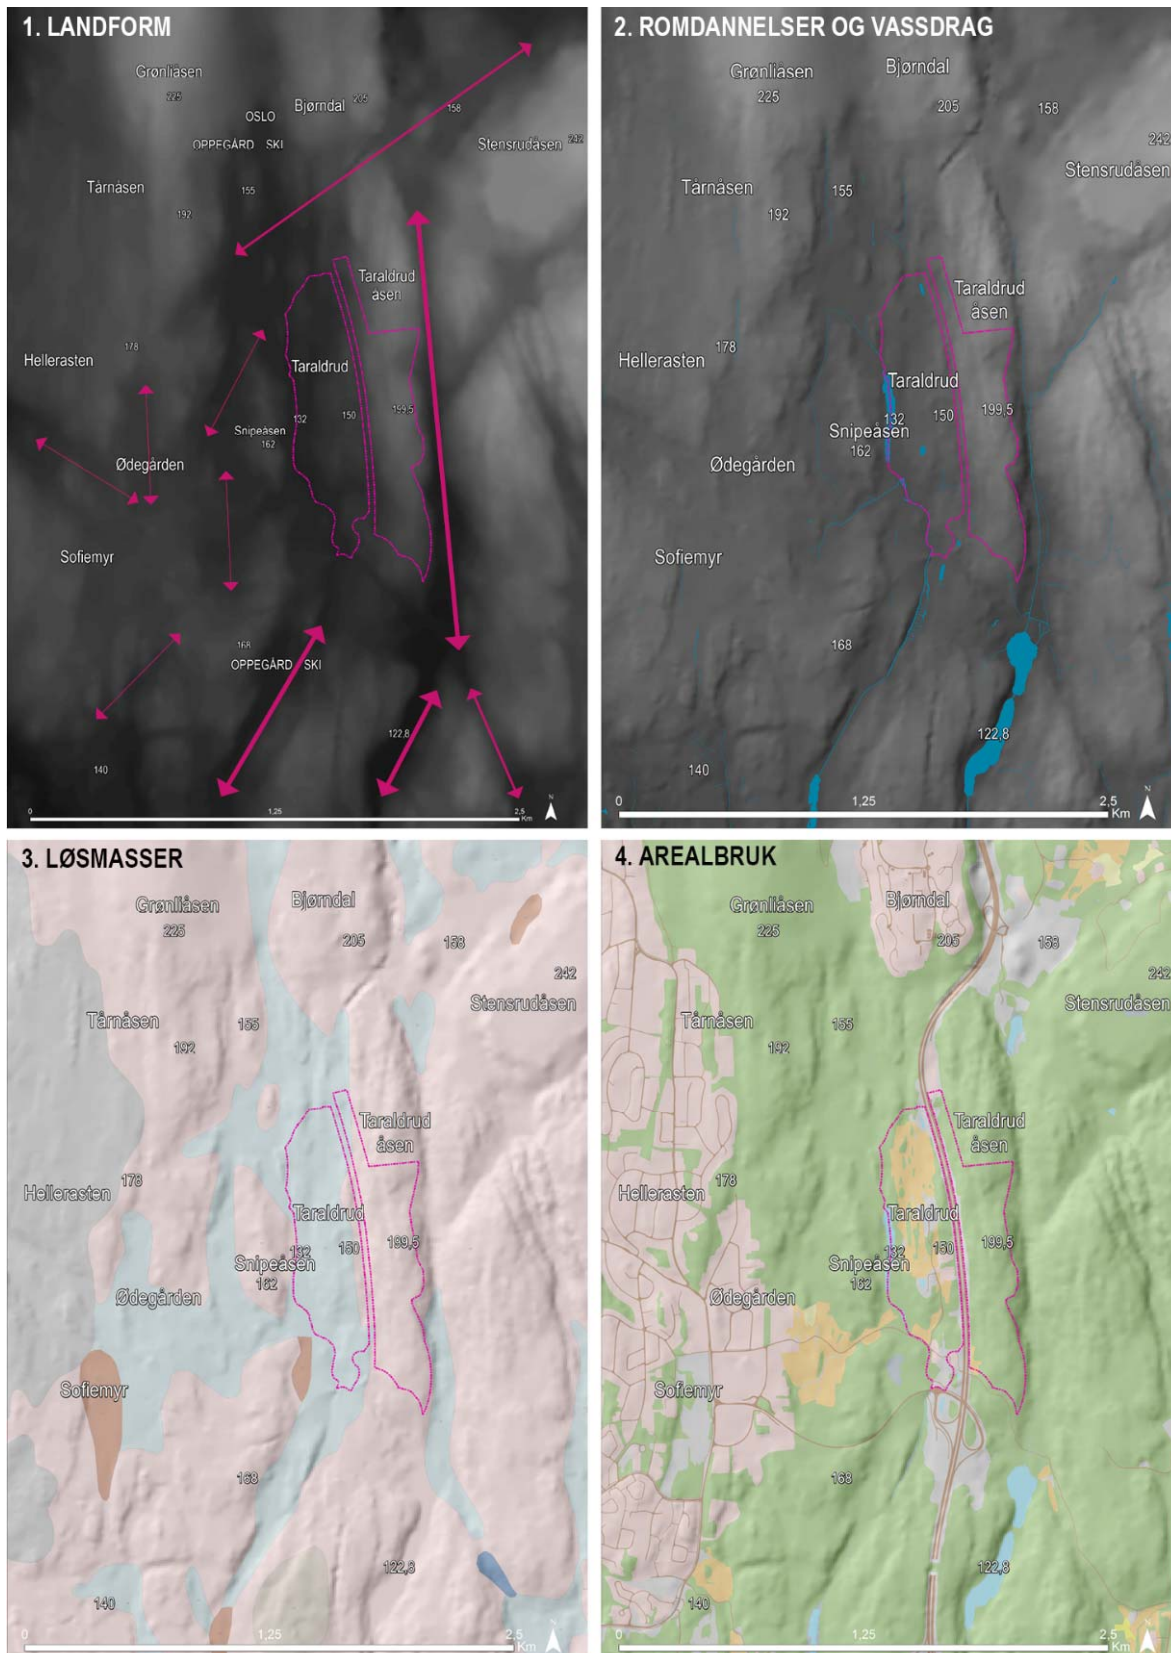 1. LANDFORM
Grønliåsen
225
Bjørndal
205
158
OSLO
OPPEGÅRD SKI
Stensrudåsen
242
Tårnåsen
155
192
Taraldrud
åsen
178
Hellerasten
Taraldrud
132
150
199,5
Snipeåsen
162
Ødegården
Sofiemyr
168
OPPEGÅRD SKI
122,8
140
0
1,25
2,5
Km
N
2. ROMDANNELSER OG VASSDRAG
Grønliåsen
225
Bjørndal
205
158
242
Stensrudåsen
Tårnåsen
155
192
Taraldrud
åsen
Hellerasten
178
Taraldrud
132
150
199,5
Snipeåsen
162
Ødegården
Sofiemyr
168
122,8
140
0
1,25
2,5
Km
N
3. LØSMASSER
Grønliåsen
225
Bjørndal
205
158
242
Stensrudåsen
Tårnåsen
155
192
Taraldrud
åsen
178
Hellerasten
Taraldrud
132
150
199,5
Snipeåsen
162
Ødegården
Sofiemyr
168
122,8
140
0
1,25
2,5
Km
N
4. AREALBRUK
Grønliåsen
225
Bjørndal
205
158
242
Stensrudåsen
Tårnåsen
155
192
Taraldrud
åsen
178
Hellerasten
Taraldrud
132
150
199,5
Snipeåsen
162
Ødegården
Sofiemyr
168
122,8
140
0
1,25
2,5
Km
N